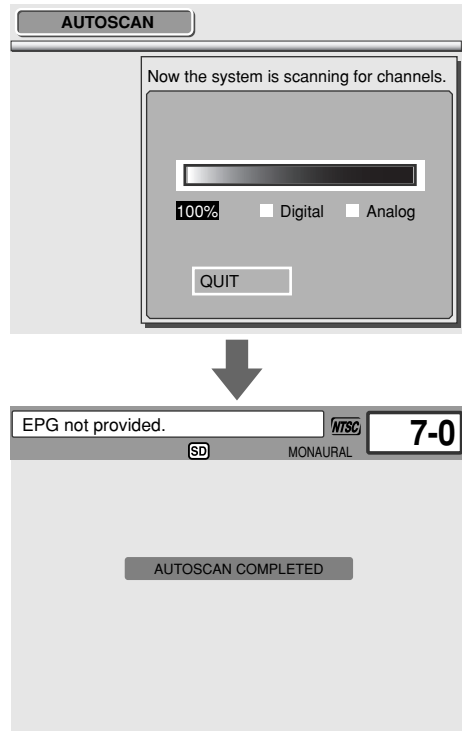 AUTOSCAN
Now the system is scanning for channels.
100% Digital Analog
QUIT
EPG not provided. NTSC 7-0
SD MONAURAL
AUTOSCAN COMPLETED